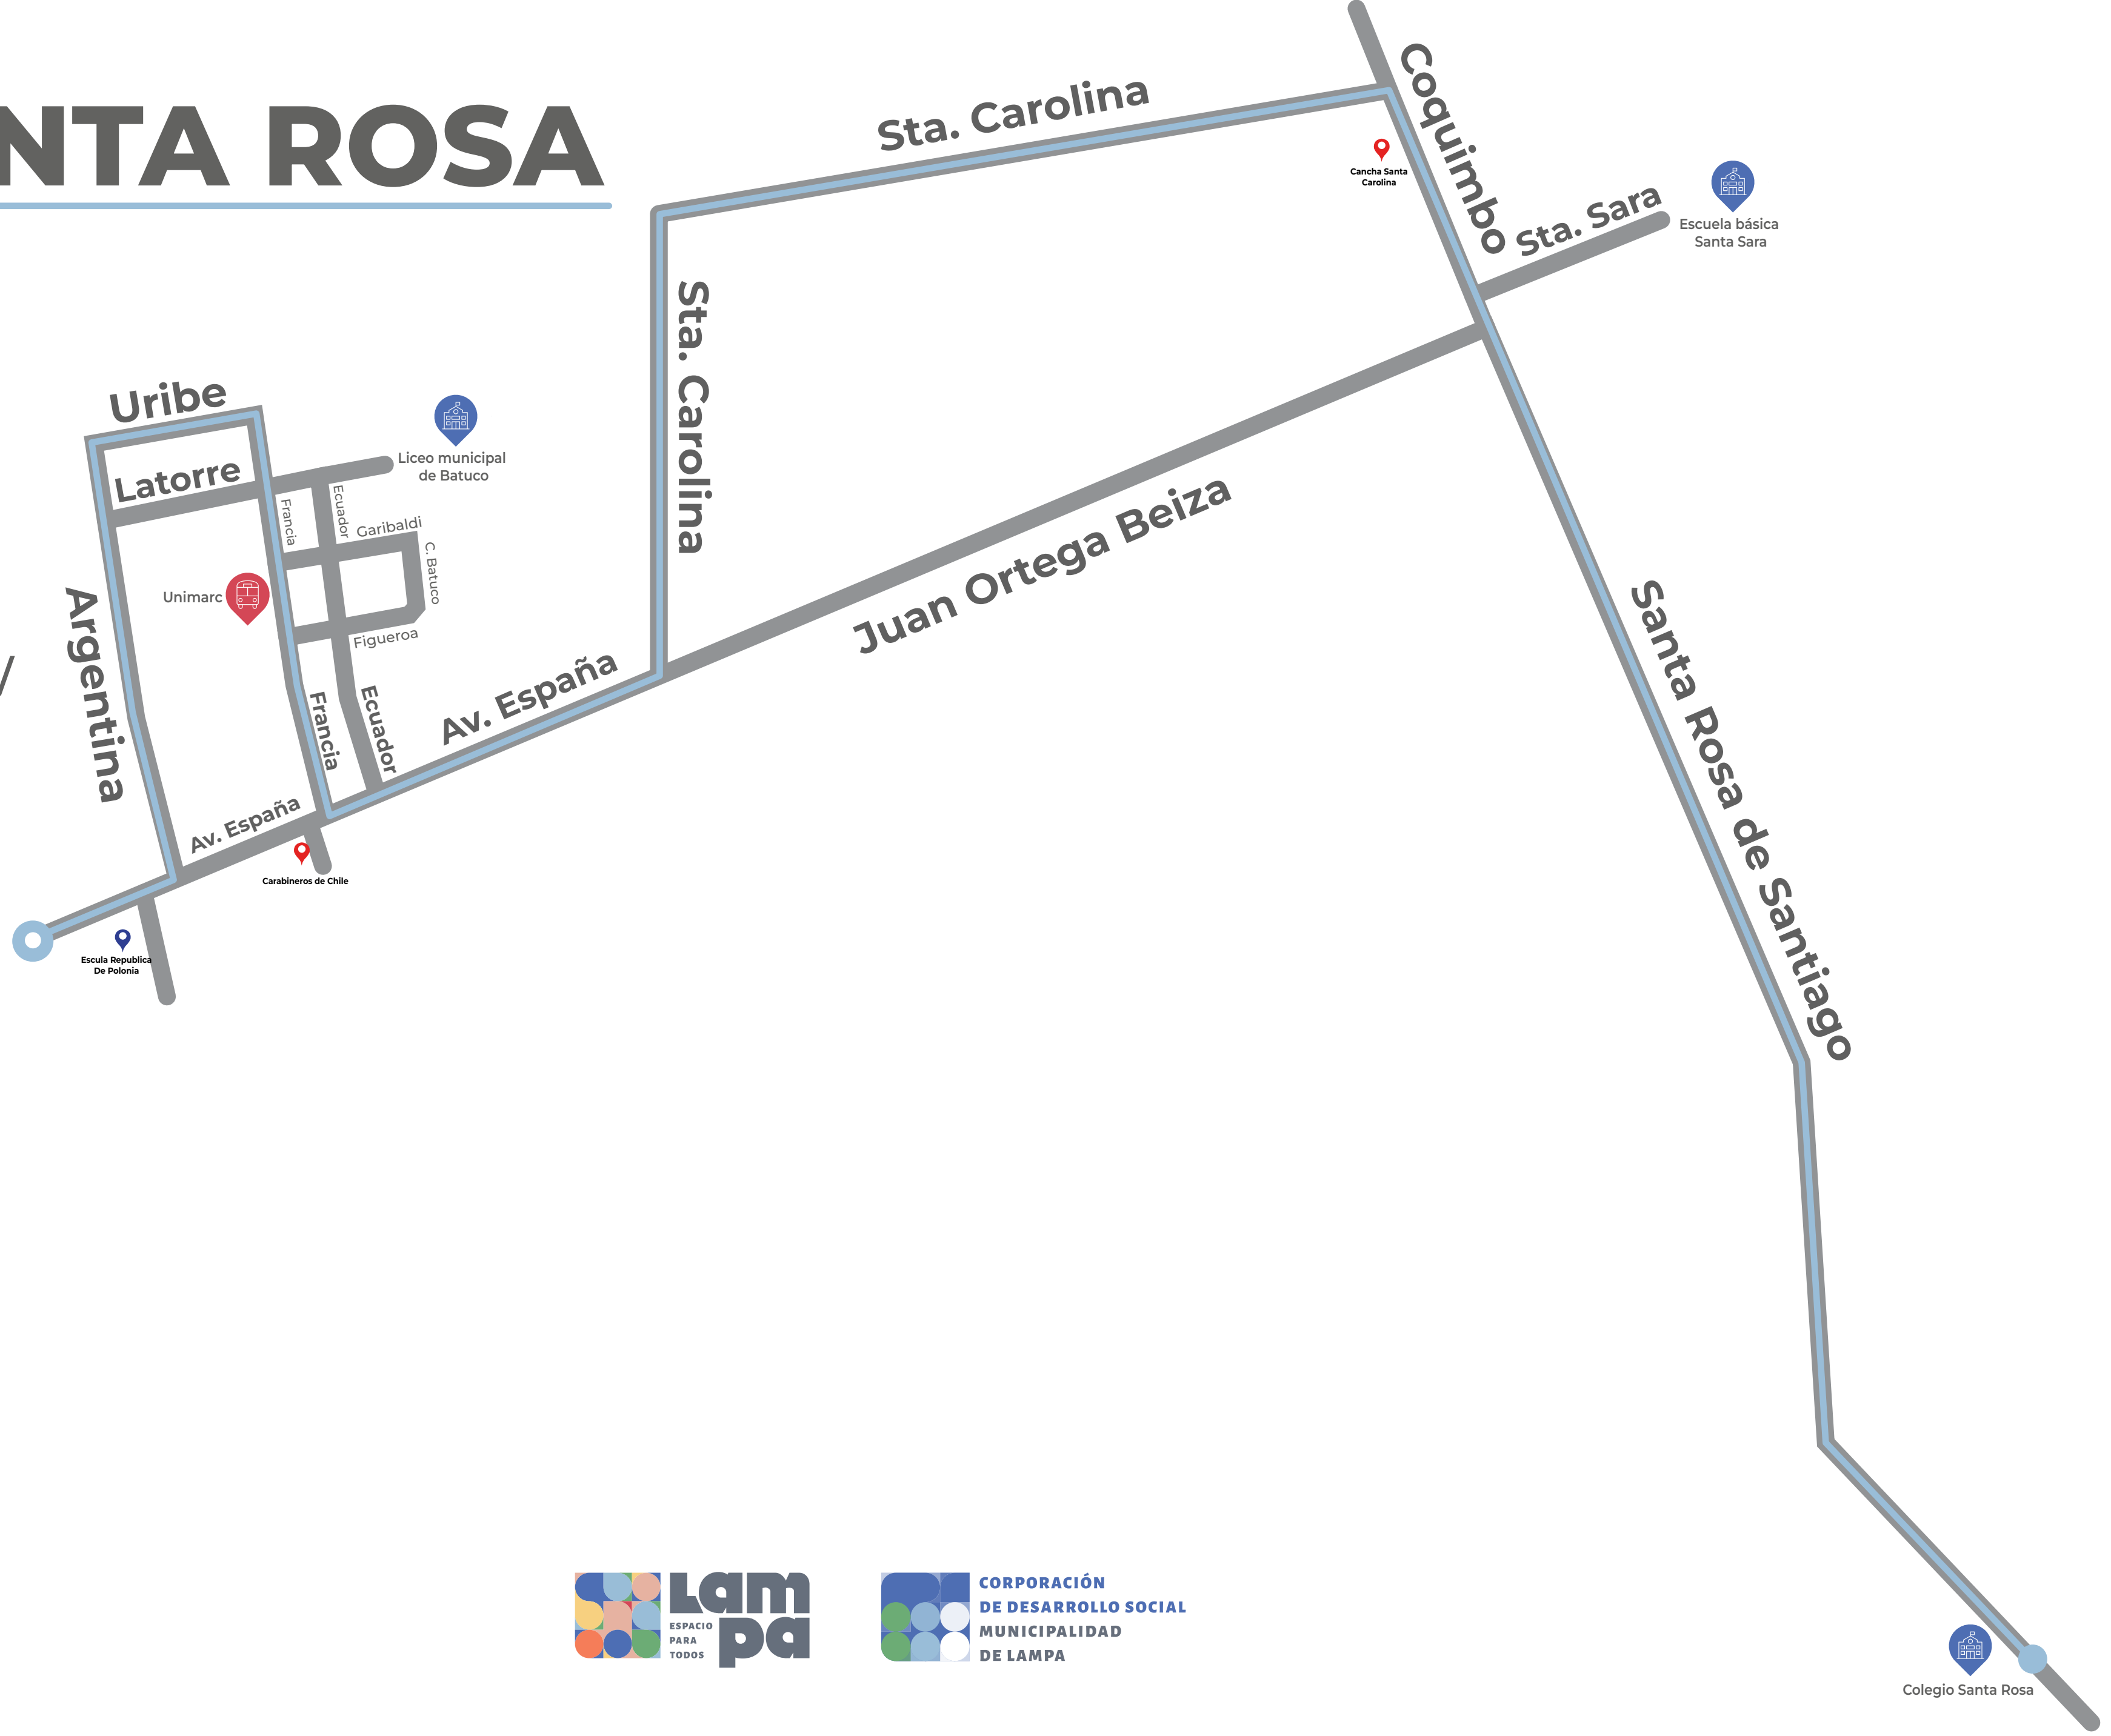 NTA ROSA
Sta. Carolina
Coquimbo
Cancha Santa
Carolina
Sta. Sara
Escuela básica
Santa Sara
Sta. Carolina
Uribe
Latorre
Liceo municipal
de Batuco
Francia
Ecuador
Garibaldi
C. Batuco
Unimarc
Figueroa
Argentina
Francia
Ecuador
Av. España
Juan Ortega Beiza
Santa Rosa de Santiago
Av. España
Carabineros de Chile
Escula Republica
De Polonia
Lam
pa
ESPACIO
PARA
TODOS
CORPORACIÓN
DE DESARROLLO SOCIAL
MUNICIPALIDAD
DE LAMPA
Colegio Santa Rosa